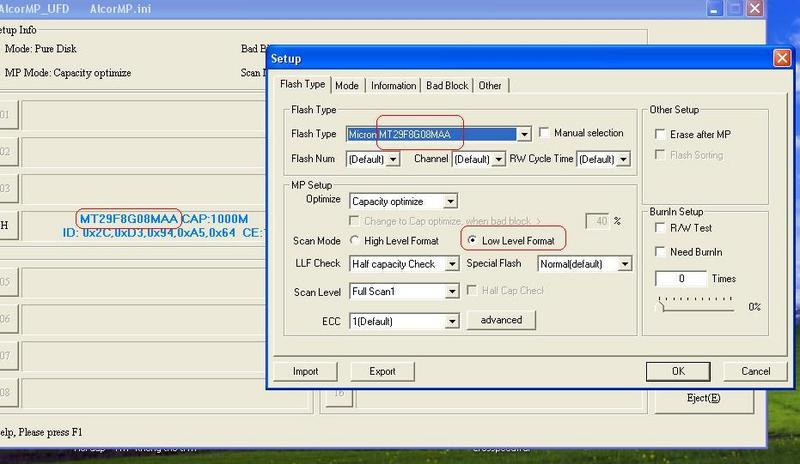 AlcorMP_UFD AlcorMP.ini
Setup Info
Mode: Pure Disk
Bad Bl
MP Mode: Capacity optimize
Scan
01
02
03
H
MT29F8G08MAA CAP:1000M
ID: 0x2C,0xD3,0x94,0xA5,0x64 CE:
05
06
07
08
16
Eject(E)
elp, Please press F1
Setup
Flash Type
Mode
Information
Bad Block
Other
Flash Type
Flash Type
Micron MT29F8G08MAA
Manual selection
Flash Num
(Default)
Channel
(Default)
RW Cycle Time
(Default)
MP Setup
Optimize
Capacity optimize
Change to Cap optimize, when bad block >
40 %
Scan Mode
High Level Format
Low Level Format
LLF Check
Half capacity Check
Special Flash
Normal(default)
Scan Level
Full Scan1
Half Cap Check
ECC
1(Default)
advanced
Other Setup
Erase after MP
Flash Sorting
BurnIn Setup
R/W Test
Need BurnIn
0 Times
0%
Import
Export
OK
Cancel